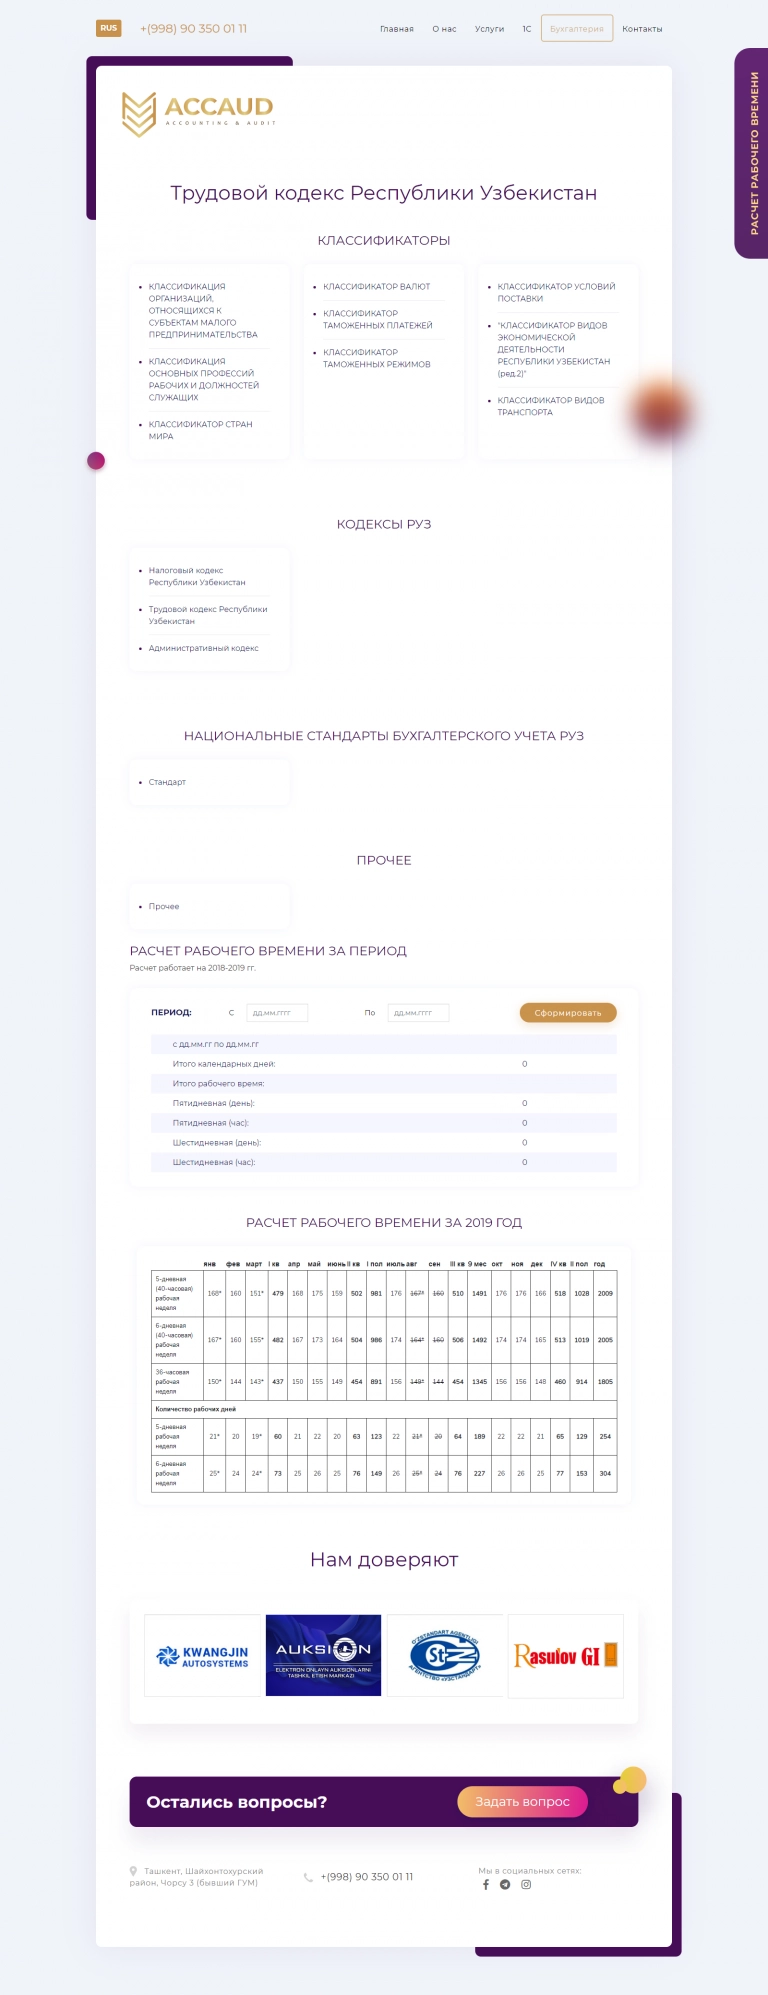 RUS +(998) 90 350 01 11 Главная О нас Услуги 1С Бухгалтерия Контакты
РАСЧЕТ РАБОЧЕГО ВРЕМЕНИ
ACCAUD
ACCOUNTING & AUDIT
Трудовой кодекс Республики Узбекистан
КЛАССИФИКАТОРЫ
КЛАССИФИКАЦИЯ
ОРГАНИЗАЦИЙ,
ОТНОСЯЩИХСЯ К
СУБЪЕКТАМ МАЛОГО
ПРЕДПРИНИМАТЕЛЬСТВА
КЛАССИФИКАЦИЯ
ОСНОВНЫХ ПРОФЕССИЙ
РАБОЧИХ И ДОЛЖНОСТЕЙ
СЛУЖАЩИХ
КЛАССИФИКАТОР СТРАН
МИРА
КЛАССИФИКАТОР ВАЛЮТ
КЛАССИФИКАТОР
ТАМОЖЕННЫХ ПЛАТЕЖЕЙ
КЛАССИФИКАТОР
ТАМОЖЕННЫХ РЕЖИМОВ
КЛАССИФИКАТОР УСЛОВИЙ
ПОСТАВКИ
"КЛАССИФИКАТОР ВИДОВ
ЭКОНОМИЧЕСКОЙ
ДЕЯТЕЛЬНОСТИ
РЕСПУБЛИКИ УЗБЕКИСТАН
(ред.2)"
КЛАССИФИКАТОР ВИДОВ
ТРАНСПОРТА
КОДЕКСЫ РУЗ
Налоговый кодекс
Республики Узбекистан
Трудовой кодекс Республики
Узбекистан
Административный кодекс
НАЦИОНАЛЬНЫЕ СТАНДАРТЫ БУХГАЛТЕРСКОГО УЧЕТА РУЗ
Стандарт
ПРОЧЕЕ
Прочее
РАСЧЕТ РАБОЧЕГО ВРЕМЕНИ ЗА ПЕРИОД
Расчет работает на 2018-2019 гг.
ПЕРИОД: С дд.мм.гггг По дд.мм.гггг Сформировать
с дд.мм.гг по дд.мм.гг
Итого календарных дней: 0
Итого рабочего время:
Пятидневная (день): 0
Пятидневная (час): 0
Шестидневная (день): 0
Шестидневная (час): 0
РАСЧЕТ РАБОЧЕГО ВРЕМЕНИ ЗА 2019 ГОД
янв фев март I кв апр май июнь II кв I пол июль авг сен III кв 9 мес окт ноя дек IV кв II пол год
5-дневная
(40-часовая)
рабочая
неделя
168* 160 151* 479 168 175 159 502 981 176 167* 160 510 1491 176 176 166 518 1028 2009
6-дневная
(40-часовая)
рабочая
неделя
167* 160 155* 482 167 173 164 504 986 174 164* 160 506 1492 174 174 165 513 1019 2005
36-часовая
рабочая
неделя
150* 144 143* 437 150 155 149 454 891 156 149* 144 454 1345 156 156 148 460 914 1805
Количество рабочих дней
5-дневная
рабочая
неделя
21* 20 19* 60 21 22 20 63 123 22 21* 20 64 189 22 22 21 65 129 254
6-дневная
рабочая
неделя
25* 24 24* 73 25 26 25 76 149 26 25* 24 76 227 26 26 25 77 153 304
Нам доверяют
KWANGJIN
AUTOSYSTEMS
AUKSION
ELEKTRON ONLAYN AUKSIONLARNI
TASHKIL ETISH MARKAZI
O'ZSTANDART AGENTLIGI
St
АГЕНТСТВО «УЗСТАНДАРТ»
Rasulov GI
Остались вопросы? Задать вопрос
Ташкент, Шайхонтохурский
район, Чорсу 3 (бывший ГУМ)
+(998) 90 350 01 11
Мы в социальных сетях: